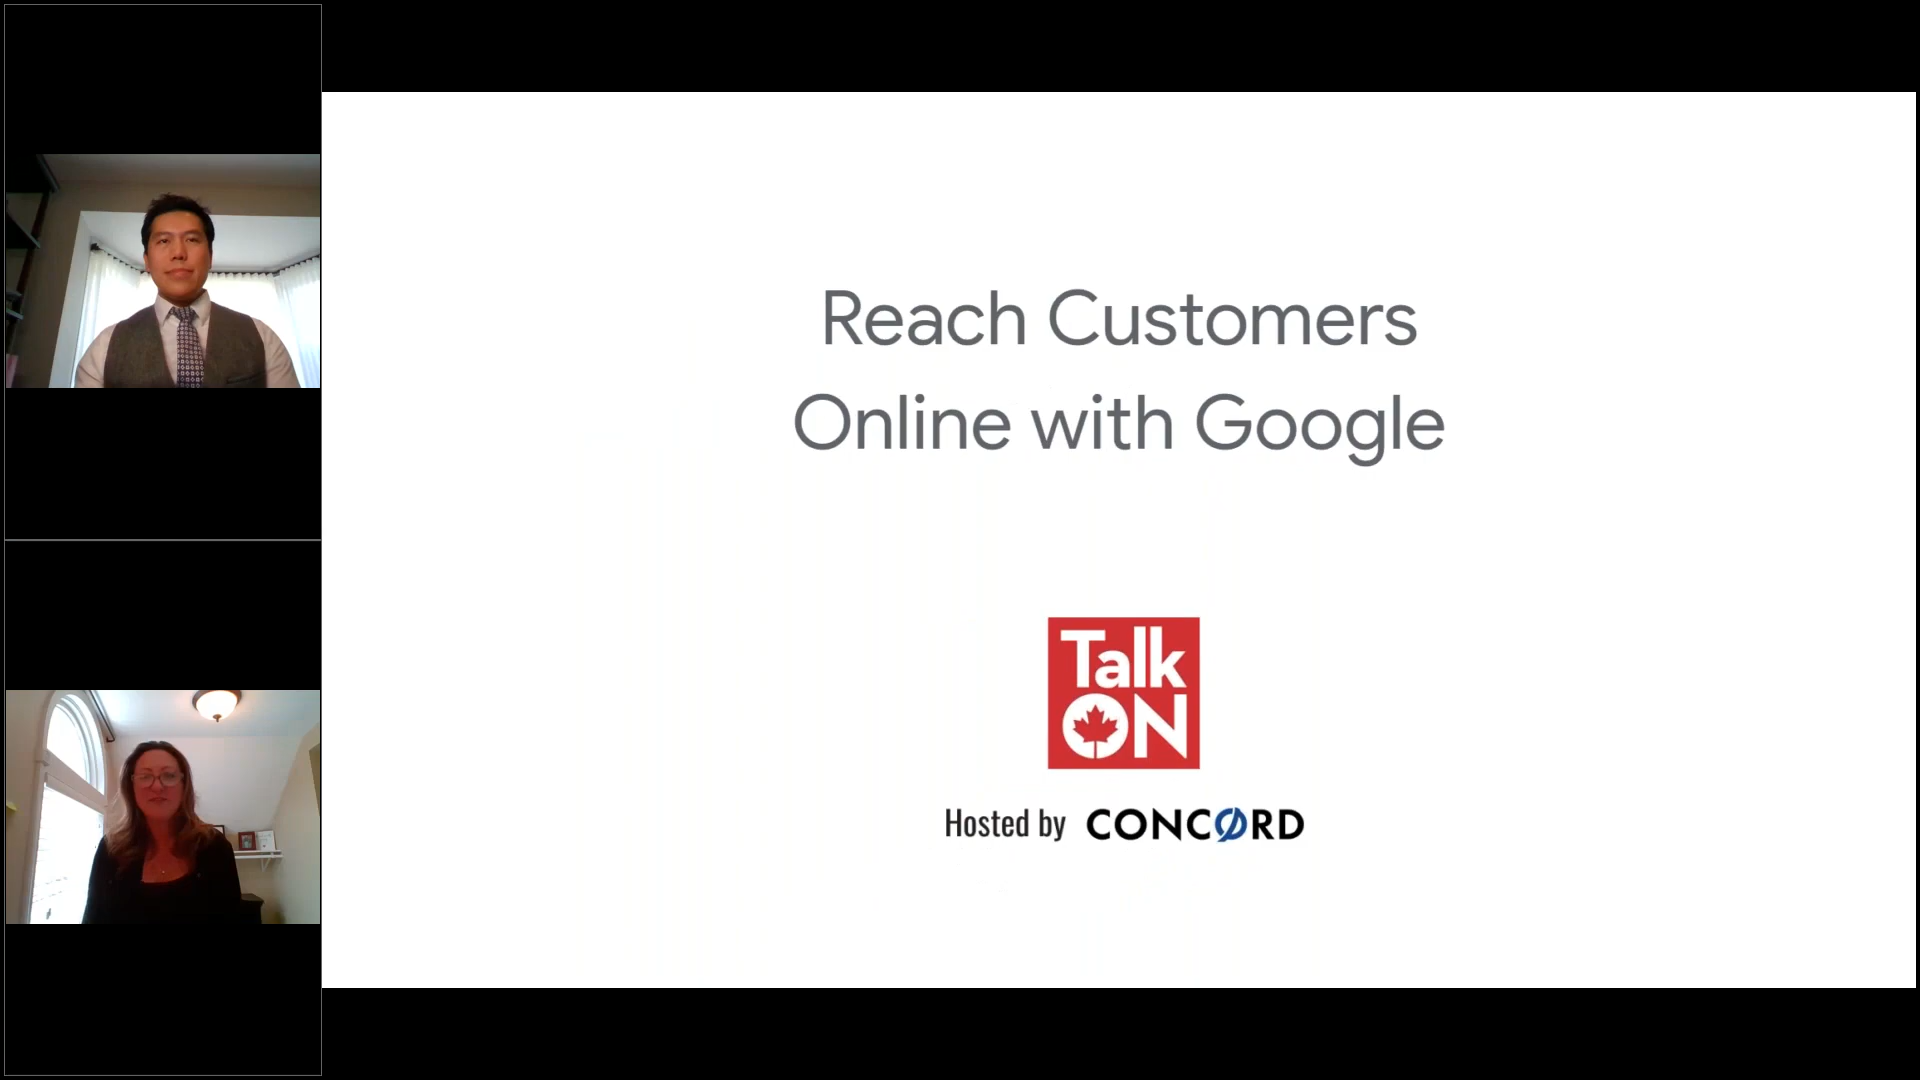 Reach Customers
Online with Google
Talk
ON
Hosted by CONCORD